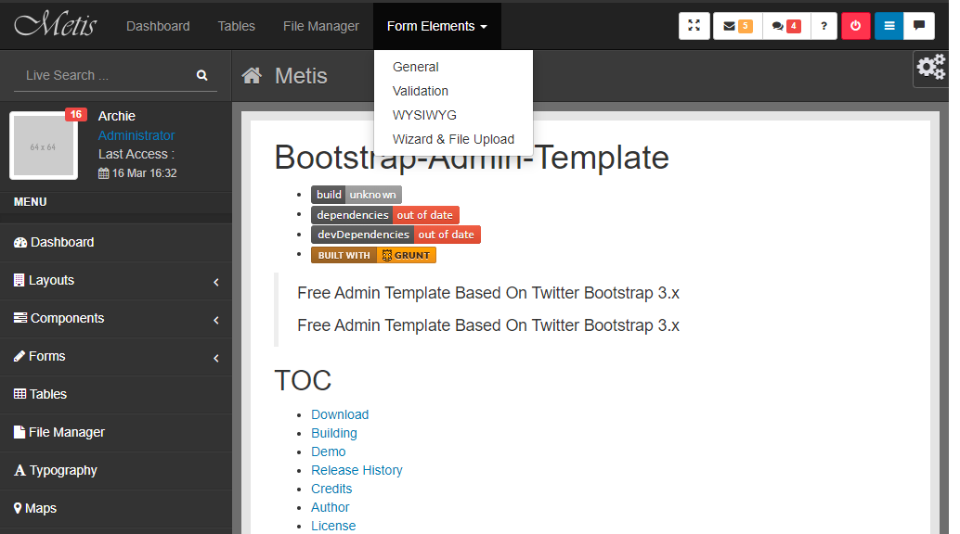 Metis Dashboard Tables File Manager Form Elements 5 4 ?
Live Search ...
Metis
General
Validation
WYSIWYG
Wizard & File Upload
64 x 64
16
Archie
Administrator
Last Access :
16 Mar 16:32
MENU
Dashboard
Layouts
Components
Forms
Tables
File Manager
Typography
Maps
Bootstrap-Admin-Template
build unknown
dependencies out of date
devDependencies out of date
BUILT WITH GRUNT
Free Admin Template Based On Twitter Bootstrap 3.x
Free Admin Template Based On Twitter Bootstrap 3.x
TOC
Download
Building
Demo
Release History
Credits
Author
License